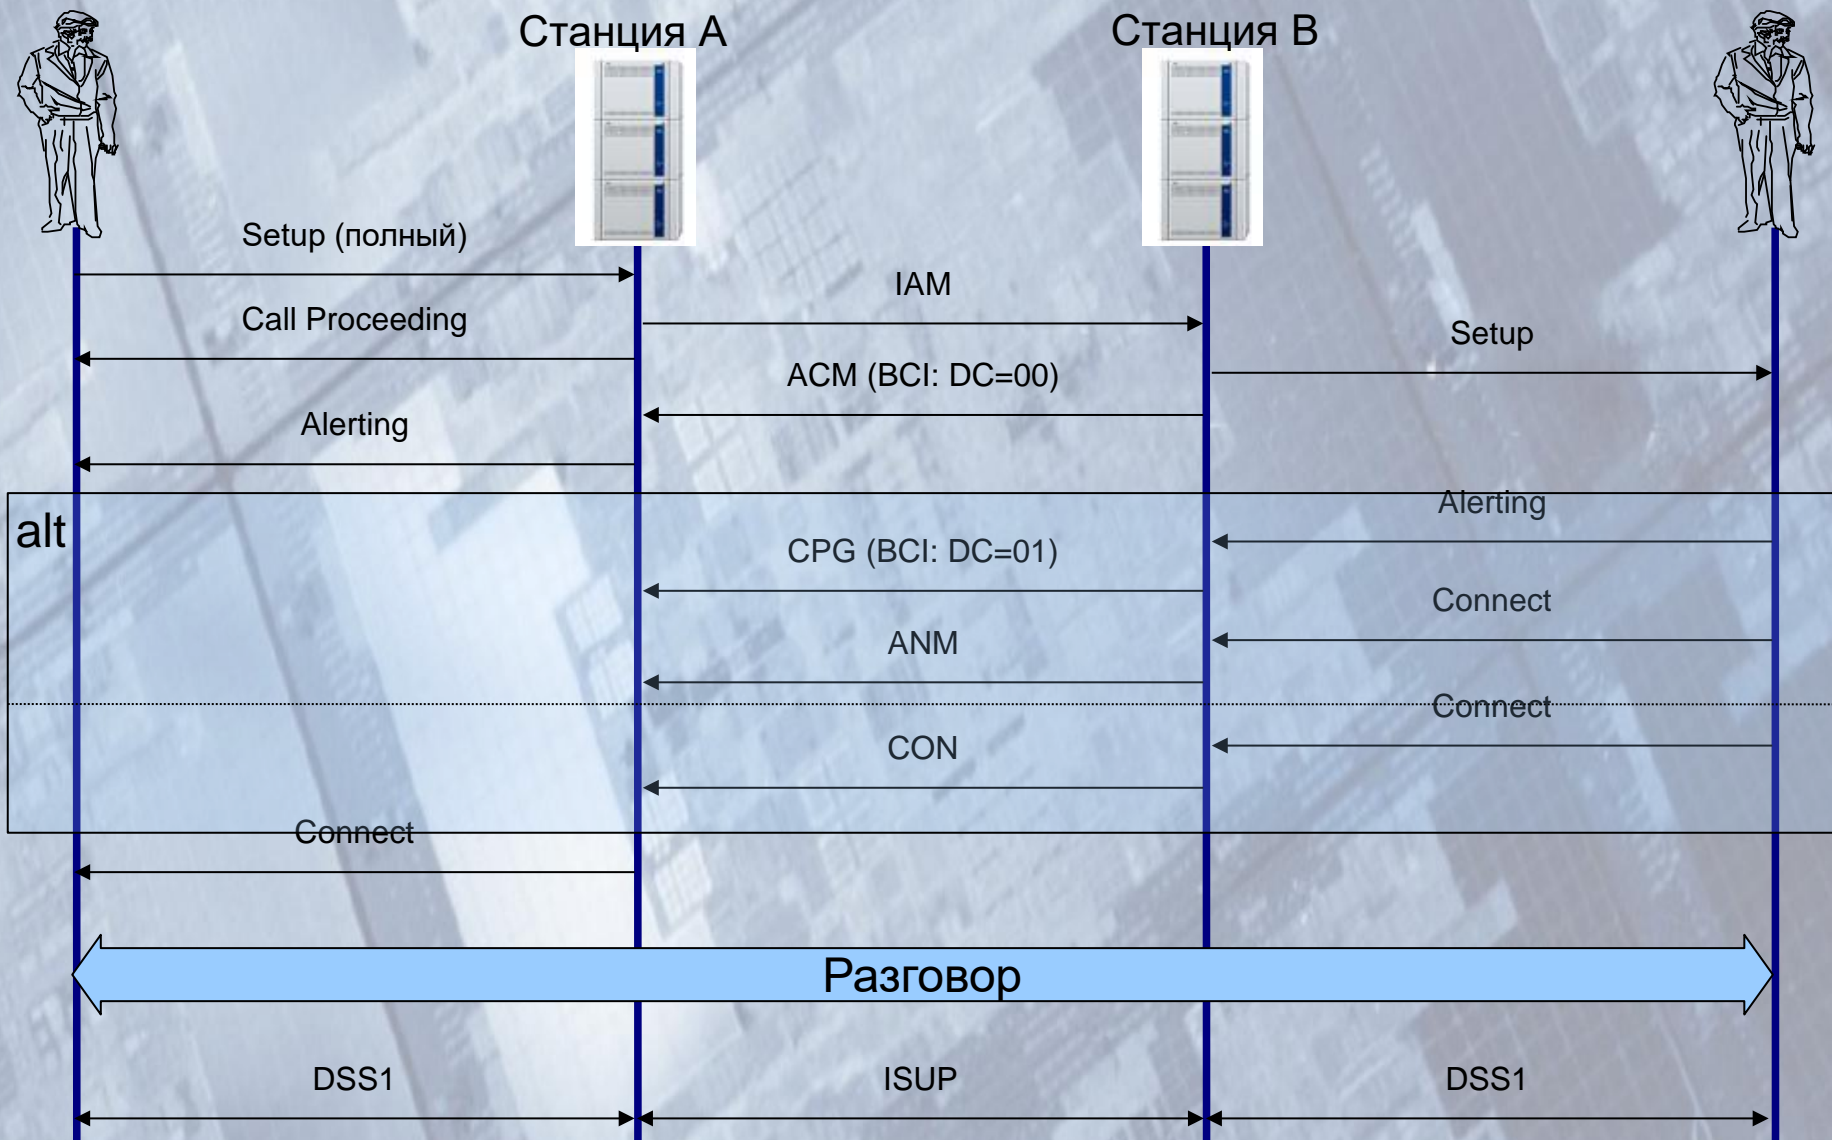 Станция А
Станция В
Setup (полный)
IAM
Call Proceeding
Setup
ACM (BCI: DC=00)
Alerting
Alerting
alt
CPG (BCI: DC=01)
Connect
ANM
Connect
CON
Connect
Разговор
DSS1
ISUP
DSS1